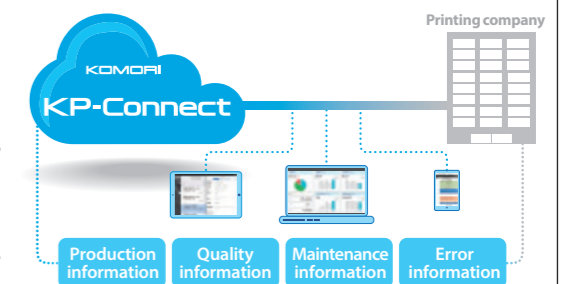 Printing company
KOMORI
KP-Connect
Production
information
Quality
information
Maintenance
information
Error
information